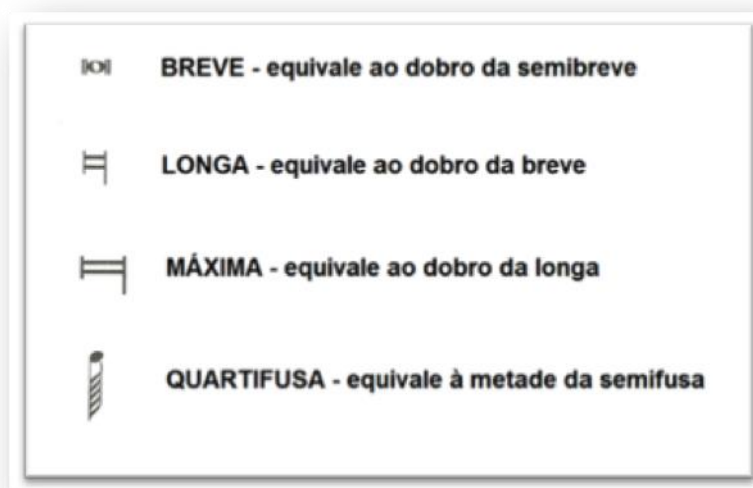 BREVE - equivale ao dobro da semibreve
LONGA - equivale ao dobro da breve
MÁXIMA - equivale ao dobro da longa
QUARTIFUSA - equivale à metade da semifusa